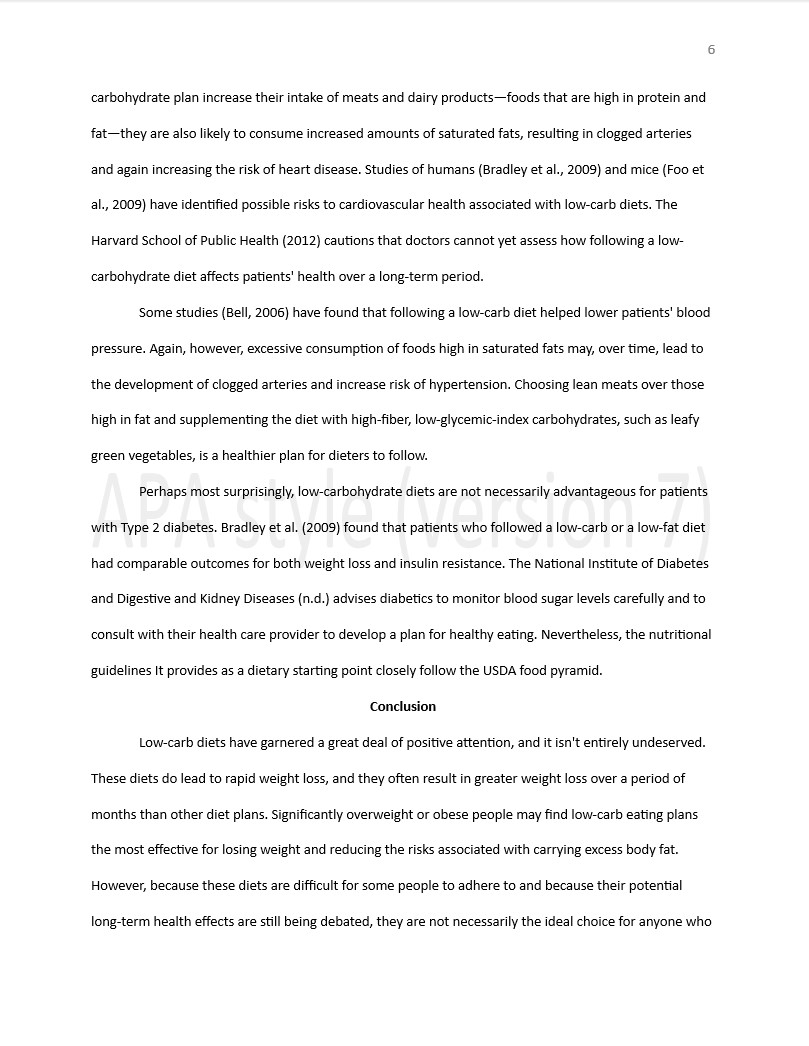 6
carbohydrate plan increase their intake of meats and dairy products—foods that are high in protein and
fat—they are also likely to consume increased amounts of saturated fats, resulting in clogged arteries
and again increasing the risk of heart disease. Studies of humans (Bradley et al., 2009) and mice (Foo et
al., 2009) have identified possible risks to cardiovascular health associated with low-carb diets. The
Harvard School of Public Health (2012) cautions that doctors cannot yet assess how following a low-
carbohydrate diet affects patients' health over a long-term period.
Some studies (Bell, 2006) have found that following a low-carb diet helped lower patients' blood
pressure. Again, however, excessive consumption of foods high in saturated fats may, over time, lead to
the development of clogged arteries and increase risk of hypertension. Choosing lean meats over those
high in fat and supplementing the diet with high-fiber, low-glycemic-index carbohydrates, such as leafy
green vegetables, is a healthier plan for dieters to follow.
APA style (version 7)
Perhaps most surprisingly, low-carbohydrate diets are not necessarily advantageous for patients
with Type 2 diabetes. Bradley et al. (2009) found that patients who followed a low-carb or a low-fat diet
had comparable outcomes for both weight loss and insulin resistance. The National Institute of Diabetes
and Digestive and Kidney Diseases (n.d.) advises diabetics to monitor blood sugar levels carefully and to
consult with their health care provider to develop a plan for healthy eating. Nevertheless, the nutritional
guidelines It provides as a dietary starting point closely follow the USDA food pyramid.
Conclusion
Low-carb diets have garnered a great deal of positive attention, and it isn't entirely undeserved.
These diets do lead to rapid weight loss, and they often result in greater weight loss over a period of
months than other diet plans. Significantly overweight or obese people may find low-carb eating plans
the most effective for losing weight and reducing the risks associated with carrying excess body fat.
However, because these diets are difficult for some people to adhere to and because their potential
long-term health effects are still being debated, they are not necessarily the ideal choice for anyone who